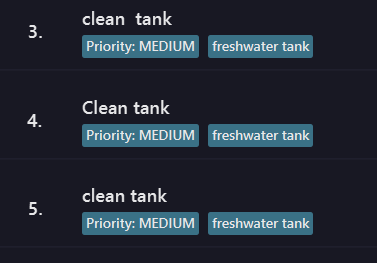 3.
clean  tank
Priority: MEDIUM freshwater tank
4.
Clean tank
Priority: MEDIUM freshwater tank
5.
clean tank
Priority: MEDIUM freshwater tank